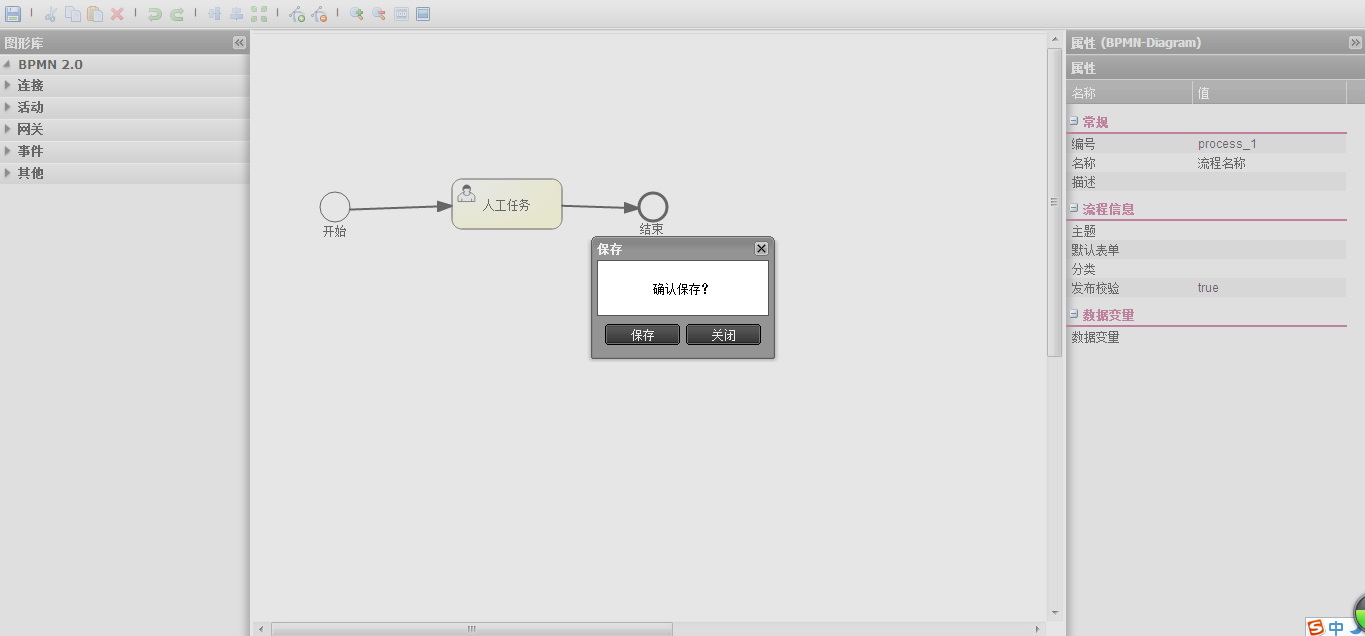 图形库
BPMN 2.0
连接
活动
网关
事件
其他
开始
人工任务
结束
保存
确认保存？
保存
关闭
属性 (BPMN-Diagram)
属性
名称 值
常规
编号 process_1
名称 流程名称
描述
流程信息
主题
默认表单
分类
发布校验 true
数据变量
数据变量
S 中